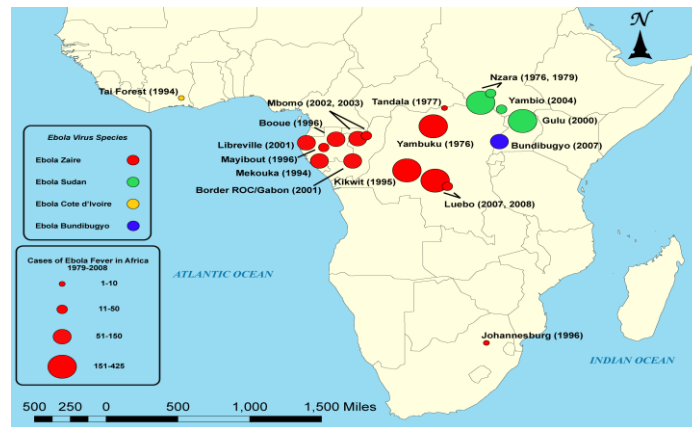 N
Nzara (1976, 1979)
Tai Forest (1994)
Mbomo (2002, 2003)
Tandala (1977)
Yambio (2004)
Booue (1996)
Gulu (2000)
Ebola Virus Species
Libreville (2001)
Yambuku (1976)
Bundibugyo (2007)
Ebola Zaire
Mayibout (1996)
Mekouka (1994)
Kikwit (1995)
Ebola Sudan
Border ROC/Gabon (2001)
Luebo (2007, 2008)
Ebola Cote d'Ivoire
Ebola Bundibugyo
Cases of Ebola Fever in Africa
1979-2008
ATLANTIC OCEAN
1-10
11-50
51-150
151-425
Johannesburg (1996)
INDIAN OCEAN
500 250 0 500 1,000 1,500 Miles